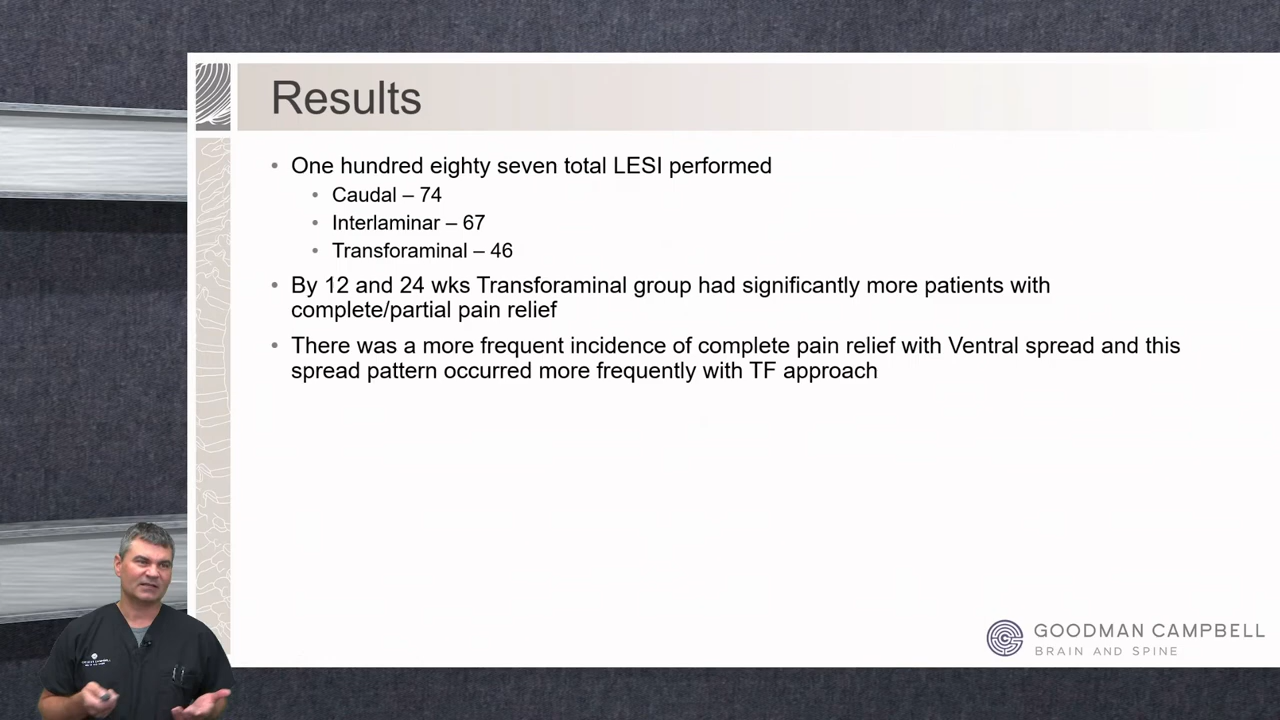 Results
• One hundred eighty seven total LESI performed
• Caudal – 74
• Interlaminar – 67
• Transforaminal – 46
• By 12 and 24 wks Transforaminal group had significantly more patients with
complete/partial pain relief
• There was a more frequent incidence of complete pain relief with Ventral spread and this
spread pattern occurred more frequently with TF approach
GOODMAN CAMPBELL
BRAIN AND SPINE